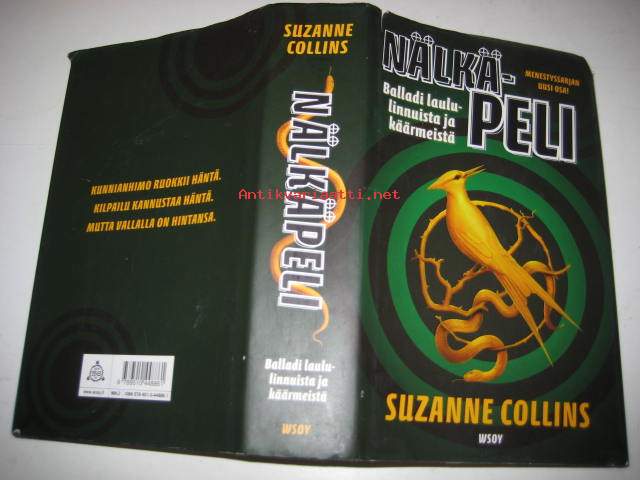 KUNNIANHIMO RUOKKII HÄNTÄ.
KILPAILU KANNUSTAA HÄNTÄ.
MUTTA VALLALLA ON HINTANSA.
SUZANNE
COLLINS
NÄLKÄPELI
Balladi laulu-
linnuista ja
käärmeistä
WSOY
NÄLKÄ-
PELI
MENESTYSSARJAN
UUSI OSA!
Balladi laulu-
linnuista ja
käärmeistä
SUZANNE COLLINS
WSOY
Antikvariaatti.net